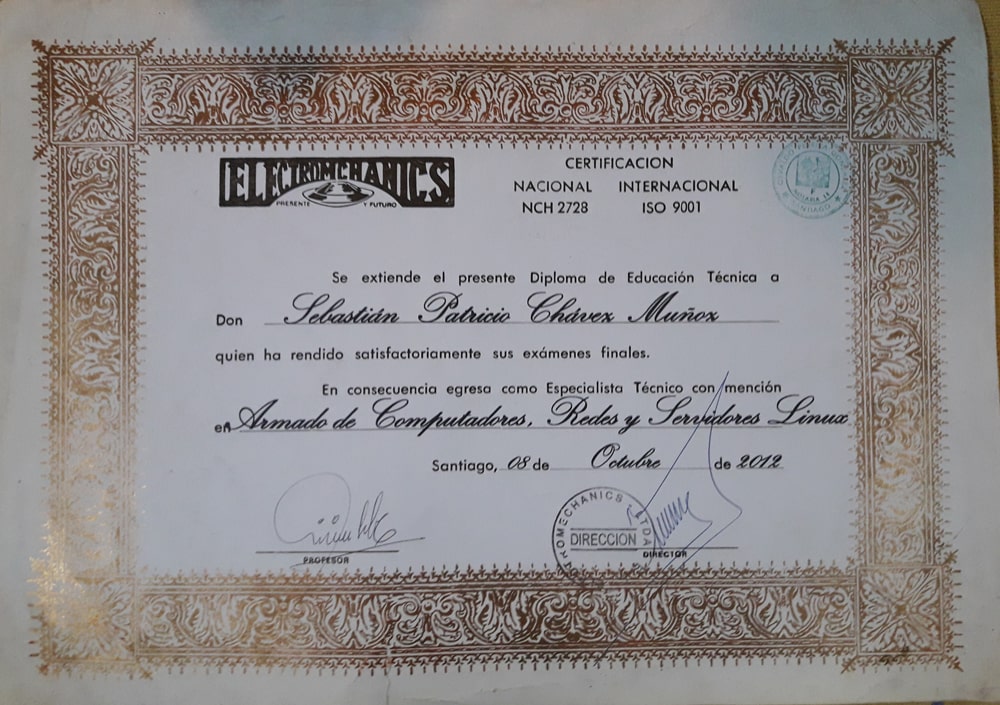 ELECTROMCHANICS
PRESENTE Y FUTURO
CERTIFICACION
NACIONAL INTERNACIONAL
NCH 2728 ISO 9001
Se extiende el presente Diploma de Educación Técnica a
Don Sebastián Patricio Chávez Muñoz
quien ha rendido satisfactoriamente sus exámenes finales.
En consecuencia egresa como Especialista Técnico con mención
en Armado de Computadores, Redes y Servidores Linux
Santiago, 08 de Octubre de 2012
PROFESOR
DIRECCION
DIRECTOR